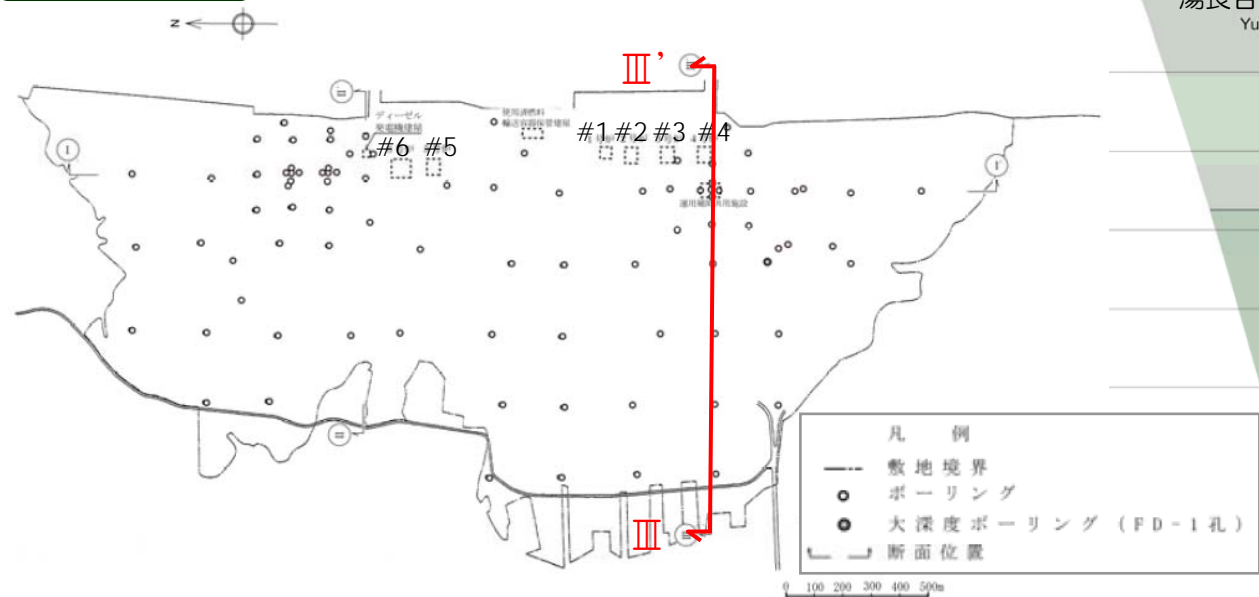 湯長谷
Yu
N
Ⅲ'
Ⅲ
ディーゼル
発電機建屋
使用済燃料
輸送容器保管建屋
#6 #5
#1 #2 #3 #4
Ⅰ
Ⅰ'
運用補助共用施設
Ⅲ
Ⅲ
凡 例
敷地境界
ボーリング
大深度ボーリング (FD-1孔)
断面位置
0 100 200 300 400 500m